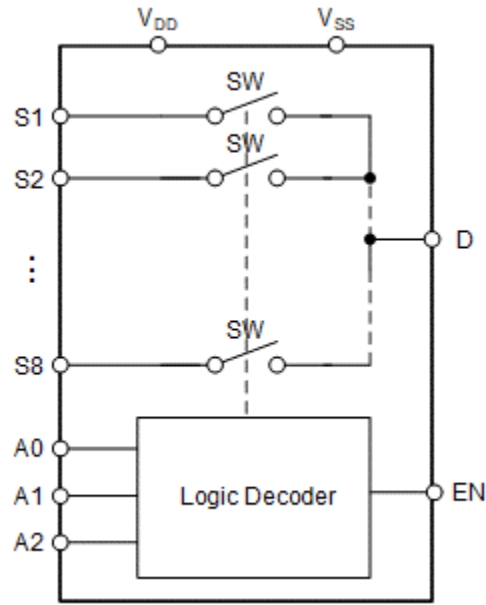 VDD VSS
SW
S1
SW
S2
D
⋮
SW
S8
A0
A1 Logic Decoder EN
A2